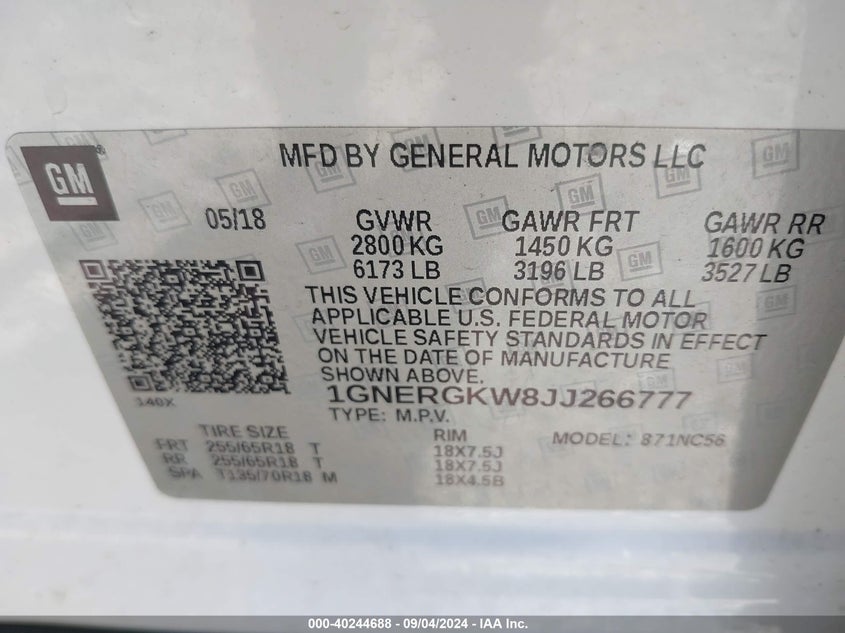 GM
MFD BY GENERAL MOTORS LLC
05/18 GVWR GAWR FRT GAWR RR
2800 KG 1450 KG 1600 KG
6173 LB 3196 LB 3527 LB
THIS VEHICLE CONFORMS TO ALL
APPLICABLE U.S. FEDERAL MOTOR
VEHICLE SAFETY STANDARDS IN EFFECT
ON THE DATE OF MANUFACTURE
SHOWN ABOVE.
140X
1GNERGKW8JJ266777
TYPE: M.P.V.
TIRE SIZE RIM MODEL: 871NC56
FRT 255/65R18 T 18X7.5J
RR 255/65R18 T 18X7.5J
SPA T135/70R18 M 18X4.5B
000-40244688 - 09/04/2024 - IAA Inc.